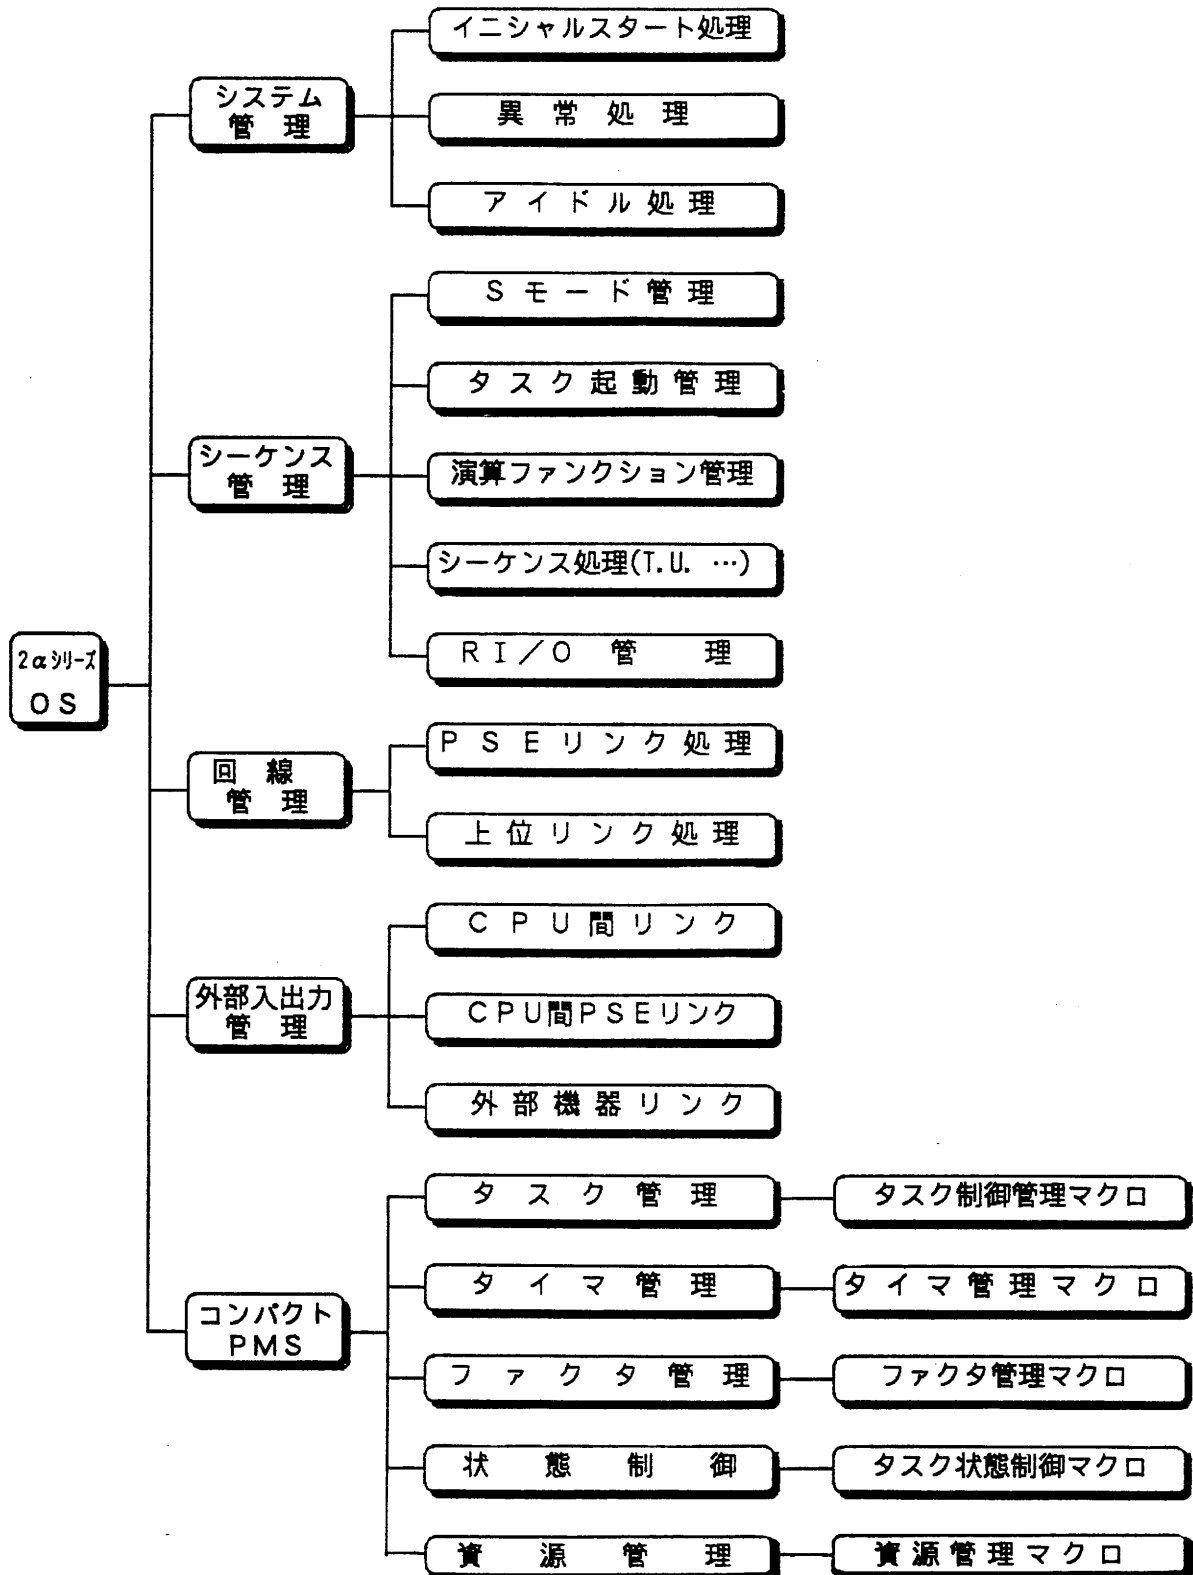 イニシャルスタート処理
システム
管理
異常処理
アイドル処理
Sモード管理
タスク起動管理
シーケンス
管理
演算ファンクション管理
シーケンス処理(T.U. …)
RI／O 管理
2αシリーズ
OS
PSEリンク処理
回線
管理
上位リンク処理
CPU間リンク
外部入出力
管理
CPU間PSEリンク
外部機器リンク
タスク管理
タスク制御管理マクロ
タイマ管理
タイマ管理マクロ
コンパクト
PMS
ファクタ管理
ファクタ管理マクロ
状態制御
タスク状態制御マクロ
資源管理
資源管理マクロ